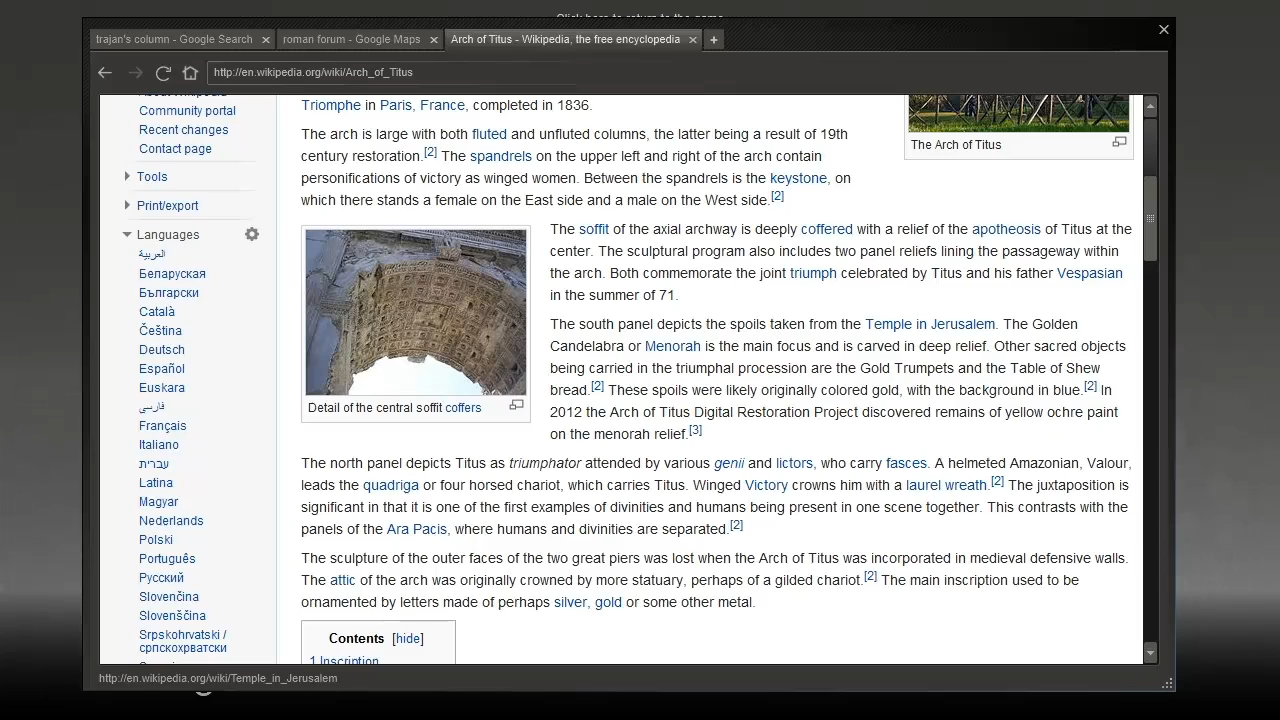 Click here to return to the game
trajan's column - Google Search
roman forum - Google Maps
Arch of Titus - Wikipedia, the free encyclopedia
http://en.wikipedia.org/wiki/Arch_of_Titus
About Wikipedia
Community portal
Recent changes
Contact page
Tools
Print/export
Languages
العربية
Беларуская
Български
Català
Čeština
Deutsch
Español
Euskara
فارسی
Français
Italiano
עברית
Latina
Magyar
Nederlands
Polski
Português
Русский
Slovenčina
Slovenščina
Srpskohrvatski /
српскохрватски
Triomphe in Paris, France, completed in 1836.
The arch is large with both fluted and unfluted columns, the latter being a result of 19th
century restoration.[2] The spandrels on the upper left and right of the arch contain
personifications of victory as winged women. Between the spandrels is the keystone, on
which there stands a female on the East side and a male on the West side.[2]
The Arch of Titus
Detail of the central soffit coffers
The soffit of the axial archway is deeply coffered with a relief of the apotheosis of Titus at the
center. The sculptural program also includes two panel reliefs lining the passageway within
the arch. Both commemorate the joint triumph celebrated by Titus and his father Vespasian
in the summer of 71.
The south panel depicts the spoils taken from the Temple in Jerusalem. The Golden
Candelabra or Menorah is the main focus and is carved in deep relief. Other sacred objects
being carried in the triumphal procession are the Gold Trumpets and the Table of Shew
bread.[2] These spoils were likely originally colored gold, with the background in blue.[2] In
2012 the Arch of Titus Digital Restoration Project discovered remains of yellow ochre paint
on the menorah relief.[3]
The north panel depicts Titus as triumphator attended by various genii and lictors, who carry fasces. A helmeted Amazonian, Valour,
leads the quadriga or four horsed chariot, which carries Titus. Winged Victory crowns him with a laurel wreath.[2] The juxtaposition is
significant in that it is one of the first examples of divinities and humans being present in one scene together. This contrasts with the
panels of the Ara Pacis, where humans and divinities are separated.[2]
The sculpture of the outer faces of the two great piers was lost when the Arch of Titus was incorporated in medieval defensive walls.
The attic of the arch was originally crowned by more statuary, perhaps of a gilded chariot.[2] The main inscription used to be
ornamented by letters made of perhaps silver, gold or some other metal.
Contents [hide]
1 Inscription
http://en.wikipedia.org/wiki/Temple_in_Jerusalem